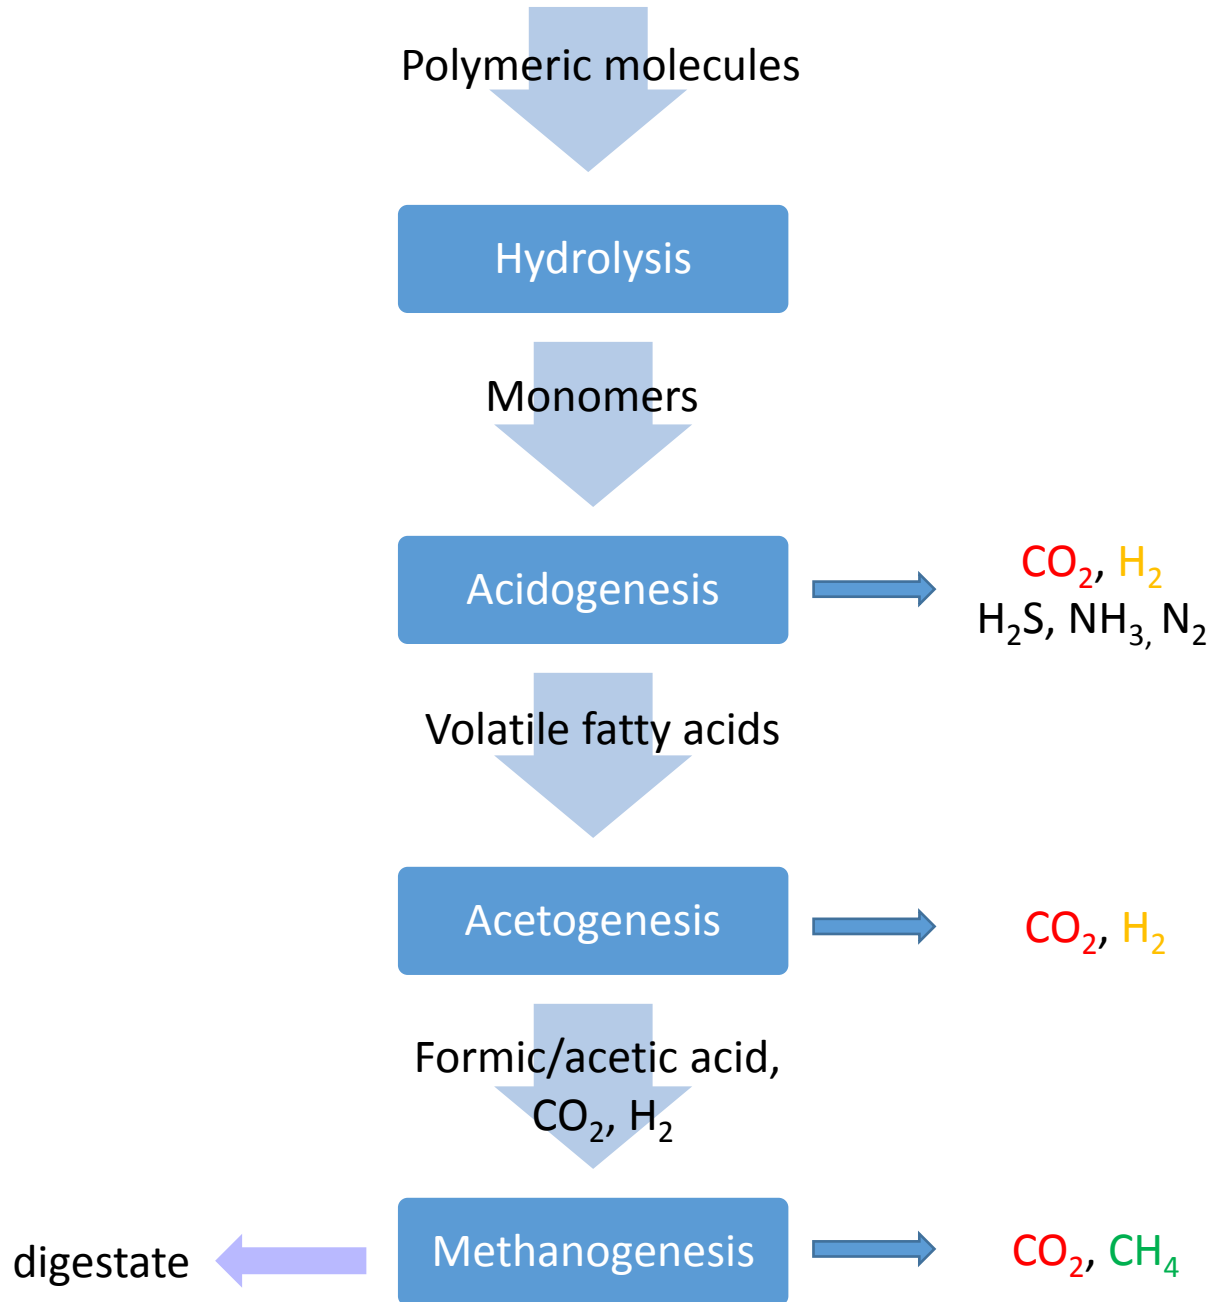 Polymeric molecules
Hydrolysis
Monomers
Acidogenesis
CO₂, H₂
H₂S, NH₃, N₂
Volatile fatty acids
Acetogenesis
CO₂, H₂
Formic/acetic acid,
CO₂, H₂
digestate
Methanogenesis
CO₂, CH₄